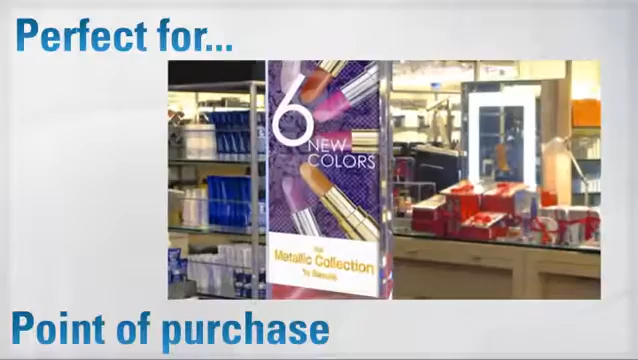 Perfect for...
6
NEW
COLORS
Metallic Collection
Point of purchase